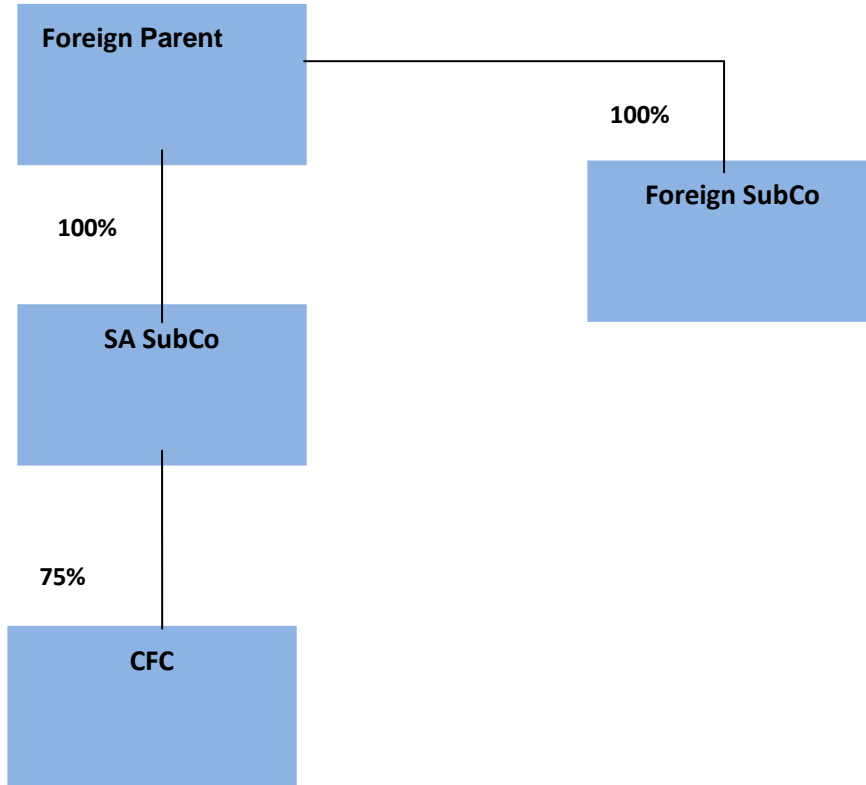 Foreign Parent
100%
Foreign SubCo
100%
SA SubCo
75%
CFC